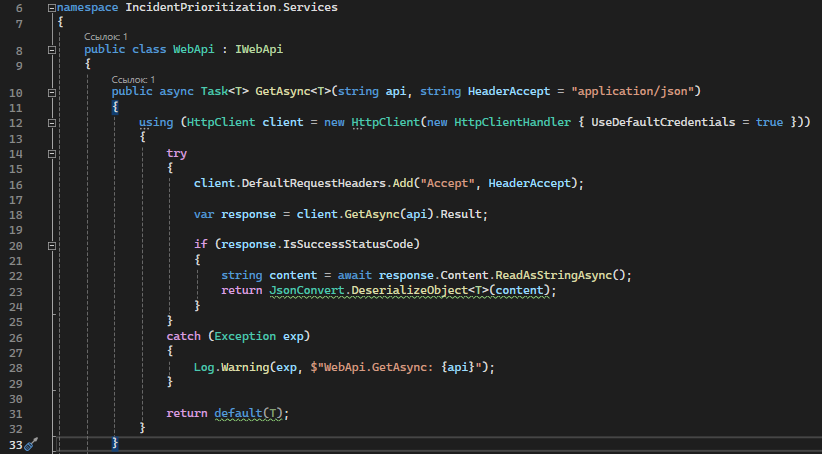 6 namespace IncidentPrioritization.Services
7 {
Ссылок: 1
8 public class WebApi : IWebApi
9 {
Ссылок: 1
10 public async Task<T> GetAsync<T>(string api, string HeaderAccept = "application/json")
11 {
12 using (HttpClient client = new HttpClient(new HttpClientHandler { UseDefaultCredentials = true }))
13 {
14 try
15 {
16 client.DefaultRequestHeaders.Add("Accept", HeaderAccept);
17
18 var response = client.GetAsync(api).Result;
19
20 if (response.IsSuccessStatusCode)
21 {
22 string content = await response.Content.ReadAsStringAsync();
23 return JsonConvert.DeserializeObject<T>(content);
24 }
25 }
26 catch (Exception exp)
27 {
28 Log.Warning(exp, $"WebApi.GetAsync: {api}");
29 }
30
31 return default(T);
32 }
33 }